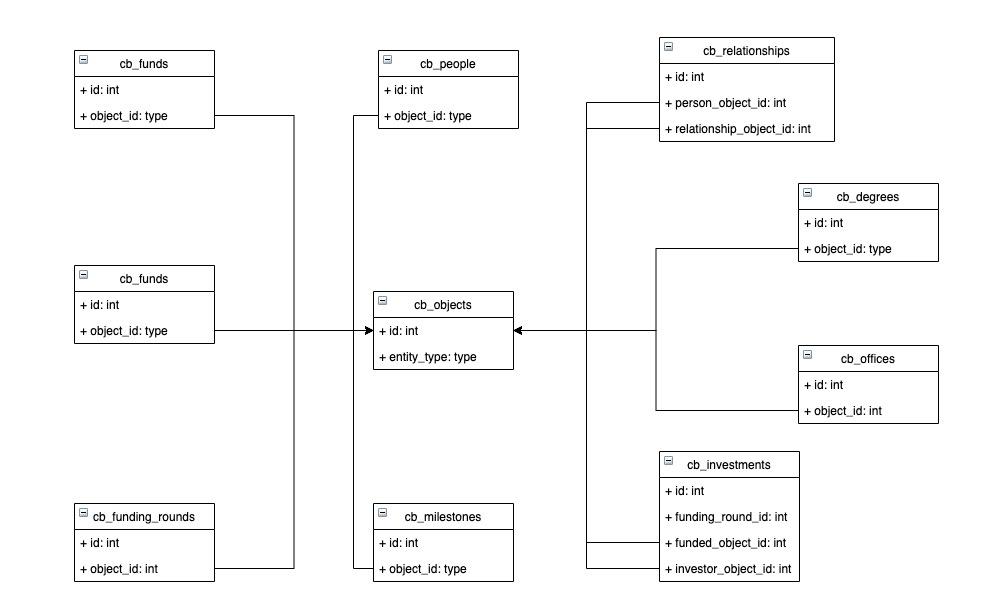 cb_funds
+ id: int
+ object_id: type
cb_people
+ id: int
+ object_id: type
cb_relationships
+ id: int
+ person_object_id: int
+ relationship_object_id: int
cb_degrees
+ id: int
+ object_id: type
cb_funds
+ id: int
+ object_id: type
cb_objects
+ id: int
+ entity_type: type
cb_offices
+ id: int
+ object_id: int
cb_funding_rounds
+ id: int
+ object_id: int
cb_milestones
+ id: int
+ object_id: type
cb_investments
+ id: int
+ funding_round_id: int
+ funded_object_id: int
+ investor_object_id: int